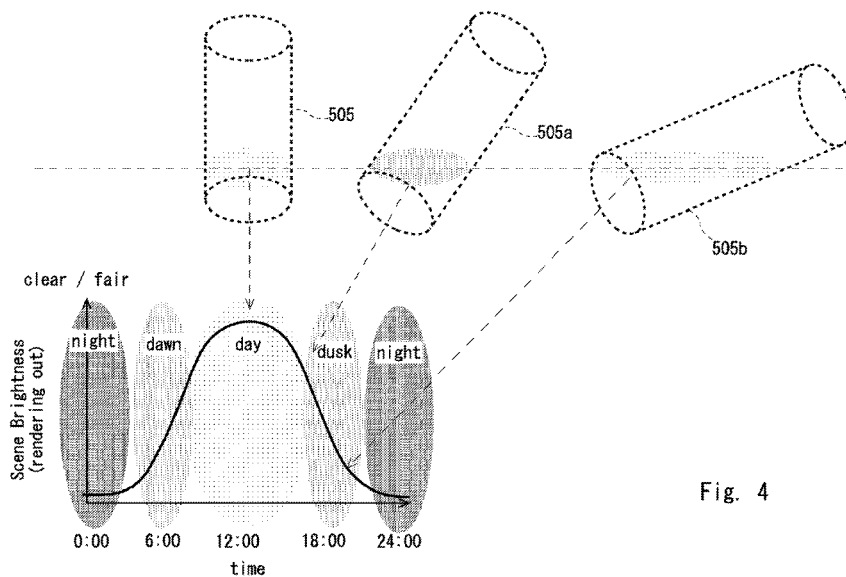 505
505a
505b
clear / fair
night
dawn
day
dusk
night
Scene Brightness
(rendering out)
0:00
6:00
12:00
18:00
24:00
time
Fig. 4